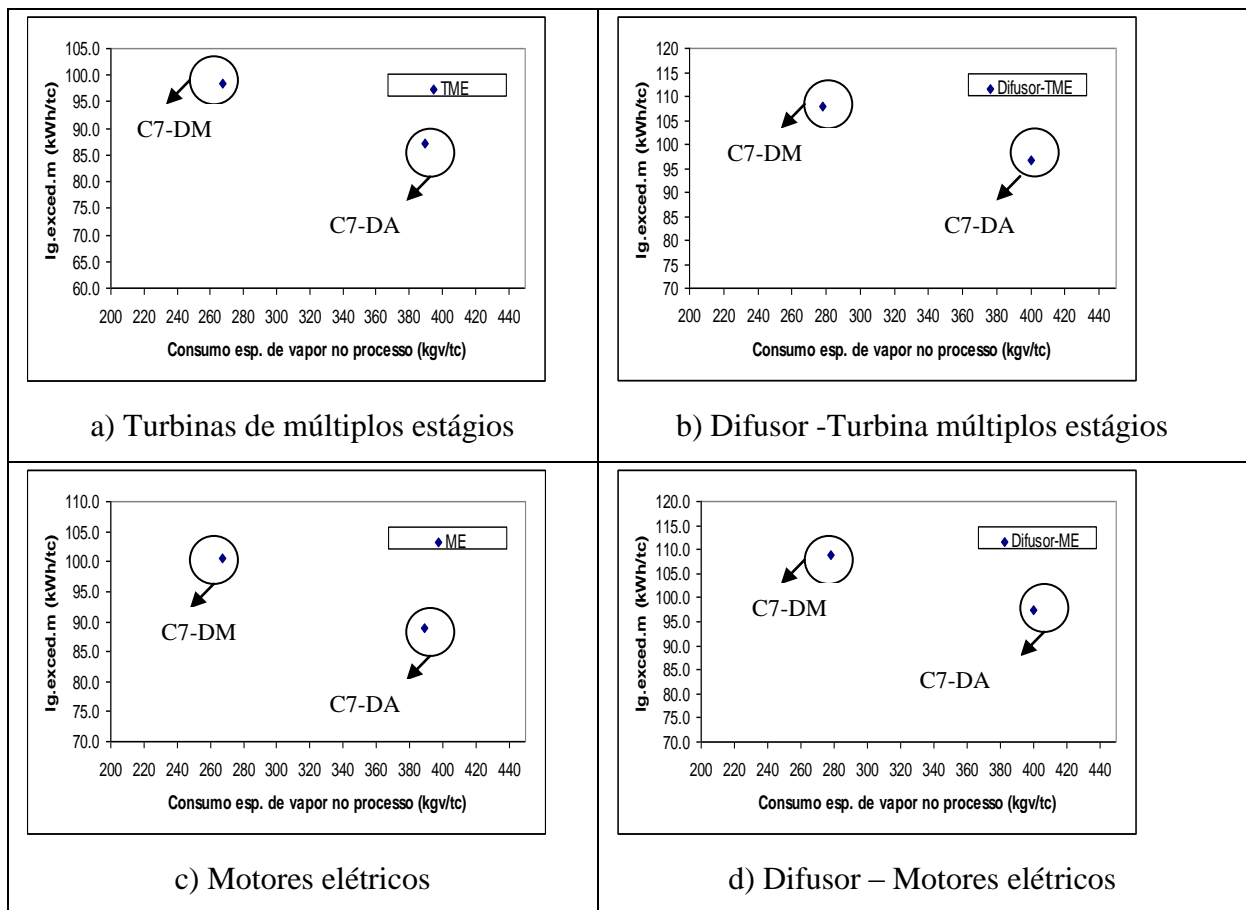 105.0
100.0
95.0
90.0
85.0
80.0
75.0
70.0
65.0
60.0
Ig.exced.m (kWh/tc)
TME
C7-DM
C7-DA
200 220 240 260 280 300 320 340 360 380 400 420 440
Consumo esp. de vapor no processo (kgv/tc)
a) Turbinas de múltiplos estágios
120
115
110
105
100
95
90
85
80
75
70
Ig.exced.m (kWh/tc)
Difusor-TME
C7-DM
C7-DA
200 220 240 260 280 300 320 340 360 380 400 420 440
Consumo esp. de vapor no processo (kgv/tc)
b) Difusor -Turbina múltiplos estágios
110.0
105.0
100.0
95.0
90.0
85.0
80.0
75.0
70.0
Ig.exced.m (kWh/tc)
ME
C7-DM
C7-DA
200 220 240 260 280 300 320 340 360 380 400 420 440
Consumo esp. de vapor no processo (kgv/tc)
c) Motores elétricos
120.0
115.0
110.0
105.0
100.0
95.0
90.0
85.0
80.0
75.0
70.0
Ig.exced.m (kWh/tc)
Difusor-ME
C7-DM
C7-DA
200 220 240 260 280 300 320 340 360 380 400 420 440
Consumo esp. de vapor no processo (kgv/tc)
d) Difusor – Motores elétricos